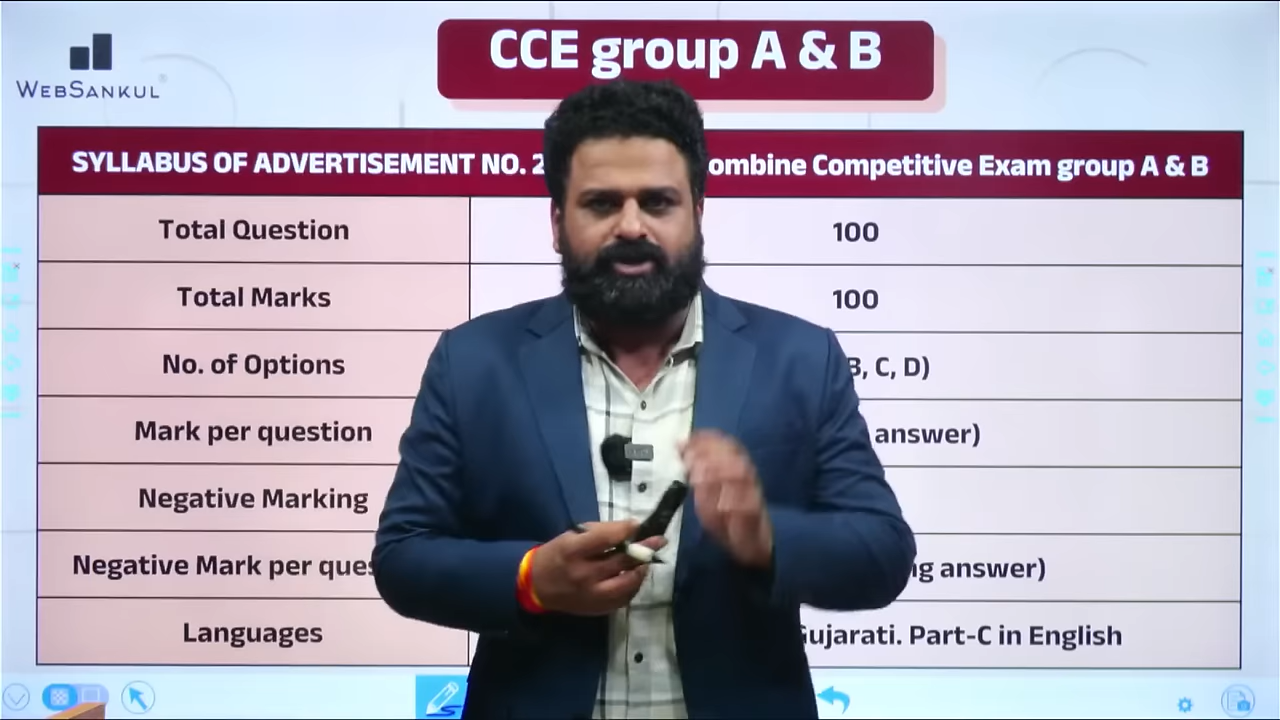 CCE group A & B
WEBSANKUL
SYLLABUS OF ADVERTISEMENT NO. 2 ombine Competitive Exam group A & B
Total Question 100
Total Marks 100
No. of Options B, C, D)
Mark per question answer)
Negative Marking
Negative Mark per ques answer)
Languages Gujarati. Part-C in English